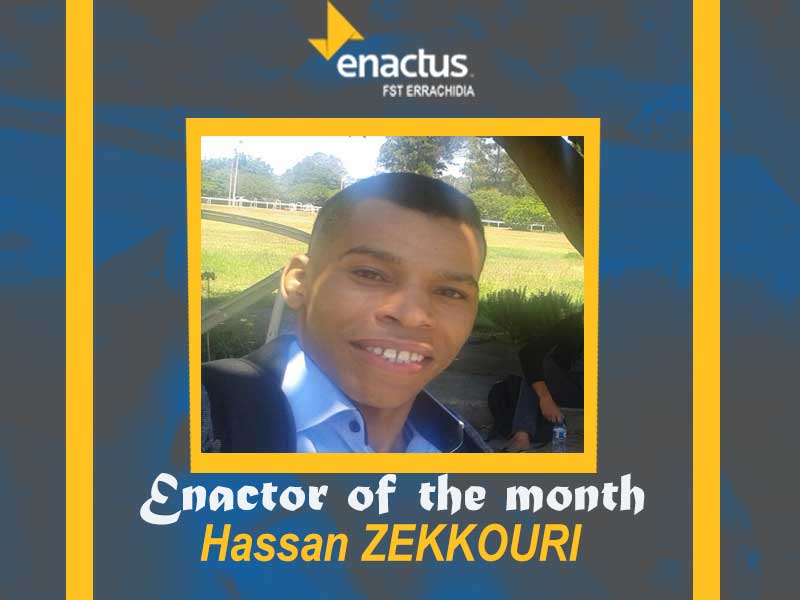 enactus
FST ERRACHIDIA
Enactor of the month
Hassan ZEKKOURI